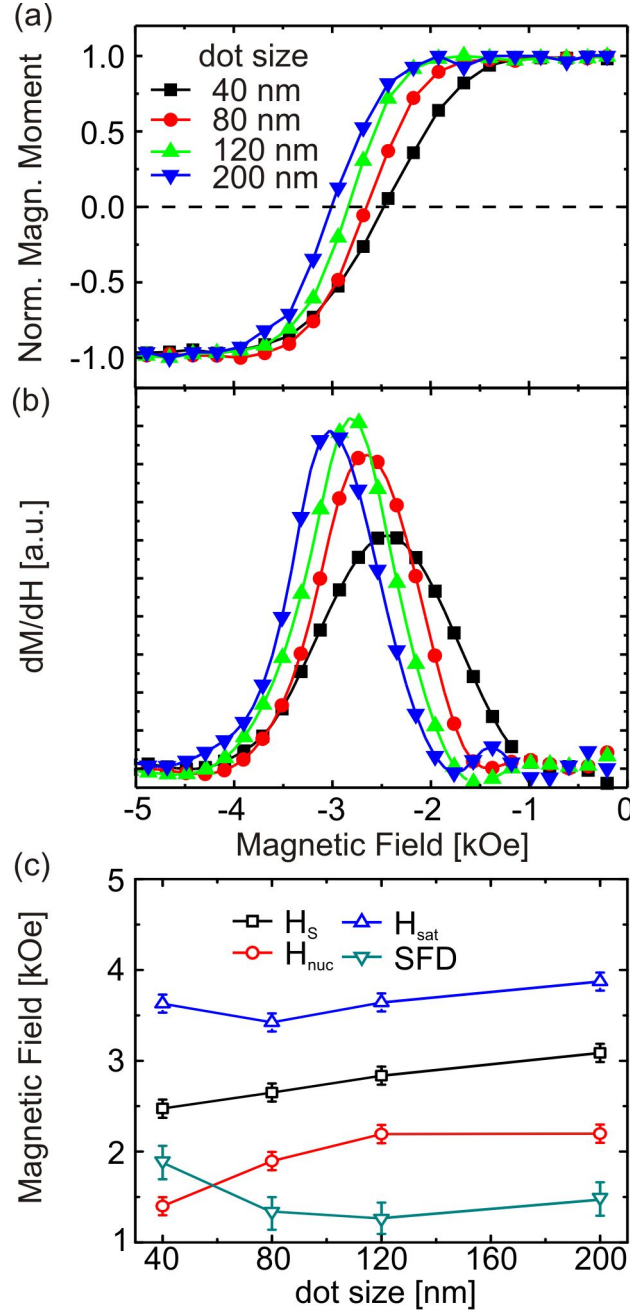 (a)
Norm. Magn. Moment
1.0
0.5
0.0
-0.5
-1.0
dot size
40 nm
80 nm
120 nm
200 nm
(b)
dM/dH [a.u.]
-5 -4 -3 -2 -1 0
Magnetic Field [kOe]
(c)
Magnetic Field [kOe]
5
4
3
2
1
H_S H_sat
H_nuc SFD
40 80 120 160 200
dot size [nm]